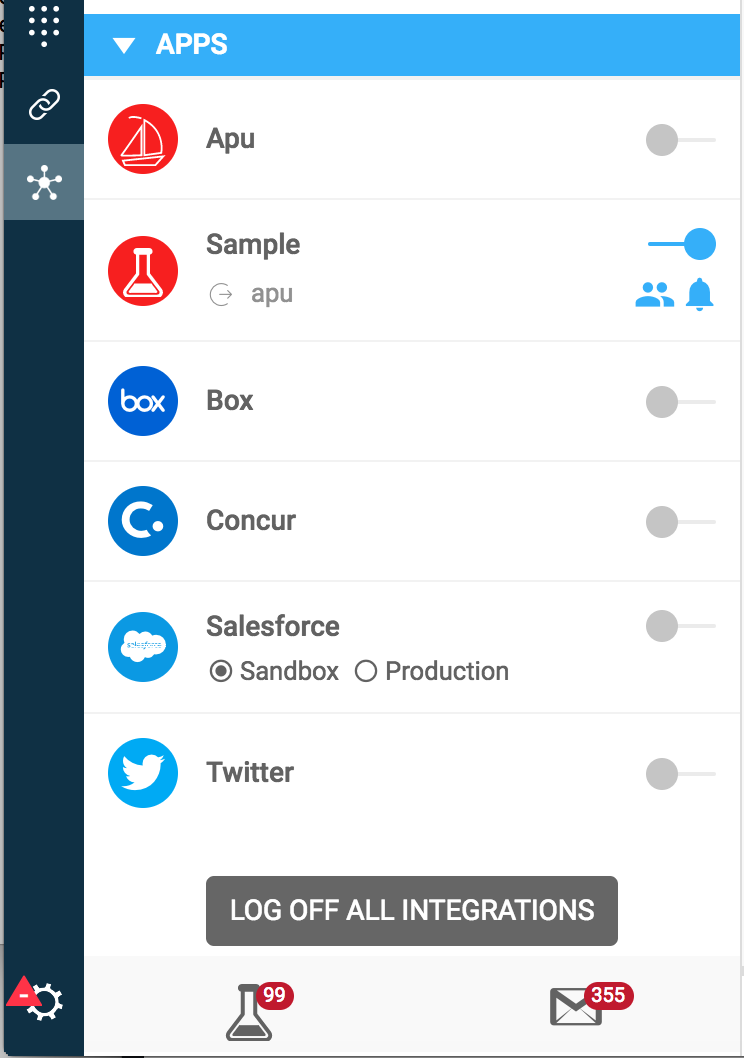 APPS
Apu
Sample
apu
box
Box
Concur
Salesforce
salesforce
Sandbox Production
Twitter
LOG OFF ALL INTEGRATIONS
99
355